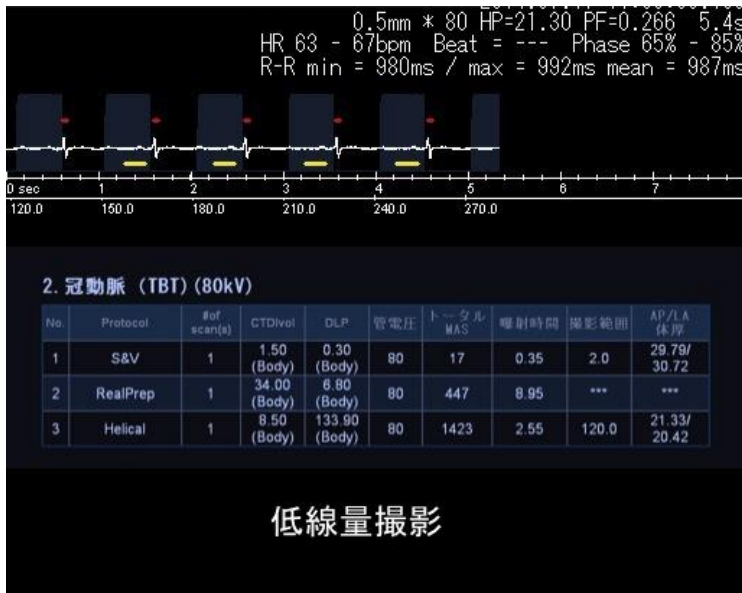 0.5mm * 80 HP=21.30 PF=0.266 5.4s
HR 63 - 67bpm Beat = --- Phase 65% - 85%
R-R min = 980ms / max = 992ms mean = 987ms
0 sec 1 2 3 4 5 6 7
120.0 150.0 180.0 210.0 240.0 270.0
2. 冠動脈 (TBT) (80kV)
No. Protocol #of scan(s) CTDIvol DLP 管電圧 トータル MAS 曝射時間 撮影範囲 AP/LA 体厚
1 S&V 1 1.50 (Body) 0.30 (Body) 80 17 0.35 2.0 29.79/ 30.72
2 RealPrep 1 34.00 (Body) 6.80 (Body) 80 447 8.95 *** ***
3 Helical 1 8.50 (Body) 133.90 (Body) 80 1423 2.55 120.0 21.33/ 20.42
低線量撮影